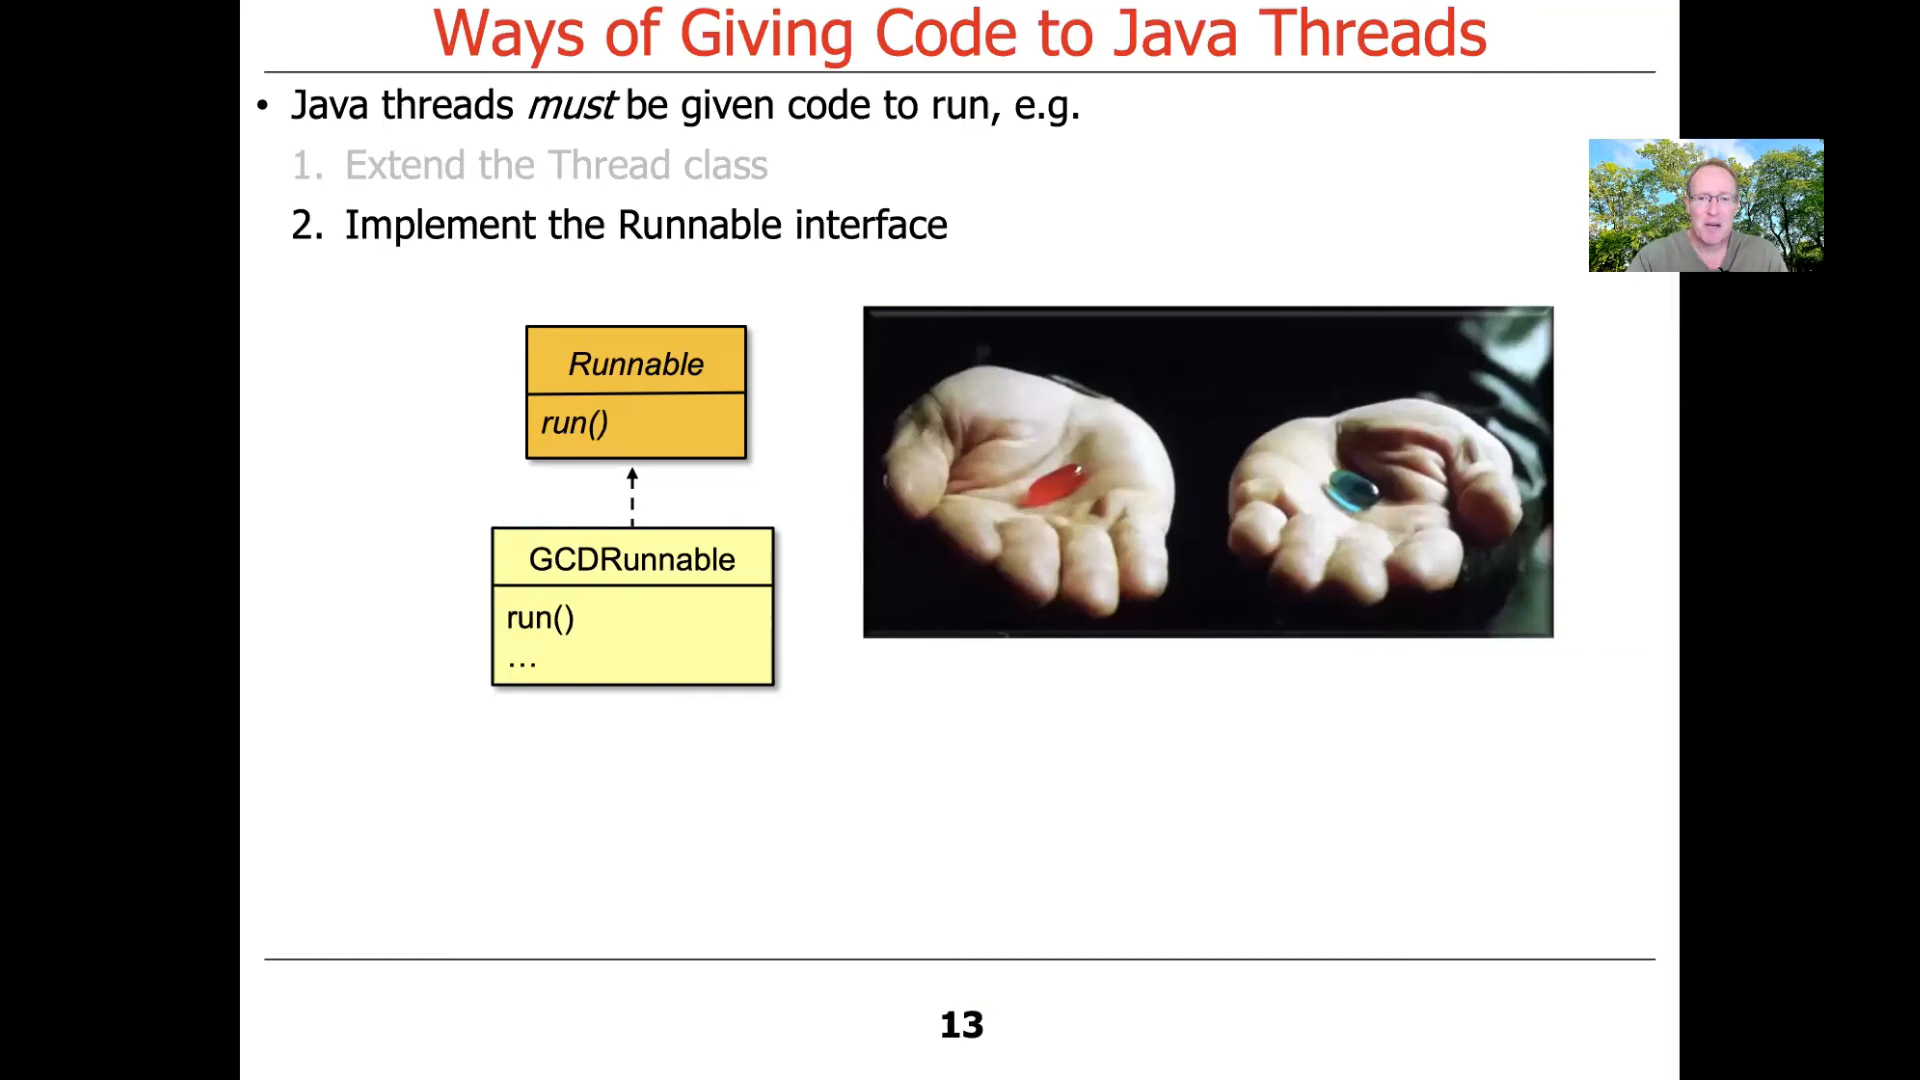 Ways of Giving Code to Java Threads
• Java threads must be given code to run, e.g.
1. Extend the Thread class
2. Implement the Runnable interface
Runnable
run()
GCDRunnable
run()
...
13